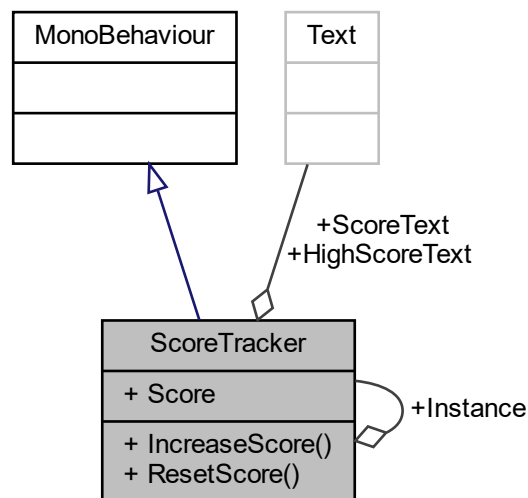 MonoBehaviour
Text
+ScoreText
+HighScoreText
ScoreTracker
+ Score
+Instance
+ IncreaseScore()
+ ResetScore()